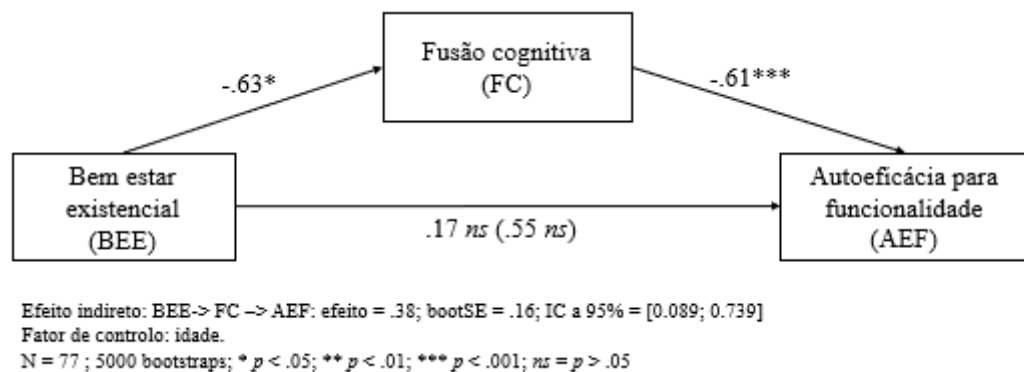 Fusão cognitiva
(FC)
-.63*
-.61***
Bem estar
existencial
(BEE)
Autoeficácia para
funcionalidade
(AEF)
.17 ns (.55 ns)
Efeito indireto: BEE-> FC –> AEF: efeito = .38; bootSE = .16; IC a 95% = [0.089; 0.739]
Fator de controlo: idade.
N = 77 ; 5000 bootstraps; * p < .05; ** p < .01; *** p < .001; ns = p > .05